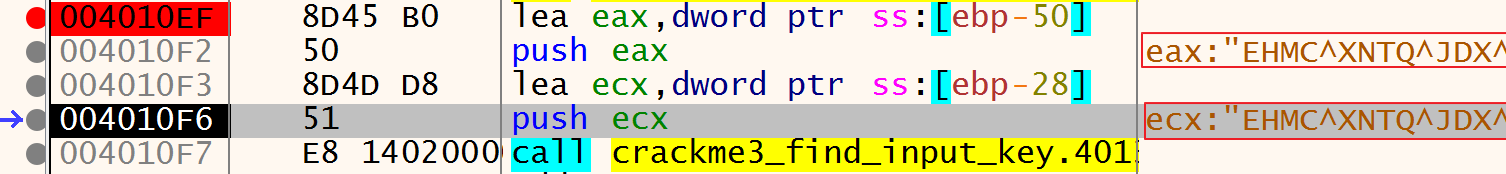 004010EF 8D45 B0 lea eax,dword ptr ss:[ebp-50]
004010F2 50 push eax eax:"EHMC^XNTQ^JDX^
004010F3 8D4D D8 lea ecx,dword ptr ss:[ebp-28]
004010F6 51 push ecx ecx:"EHMC^XNTQ^JDX^
004010F7 E8 1402000 call crackme3_find_input_key.401